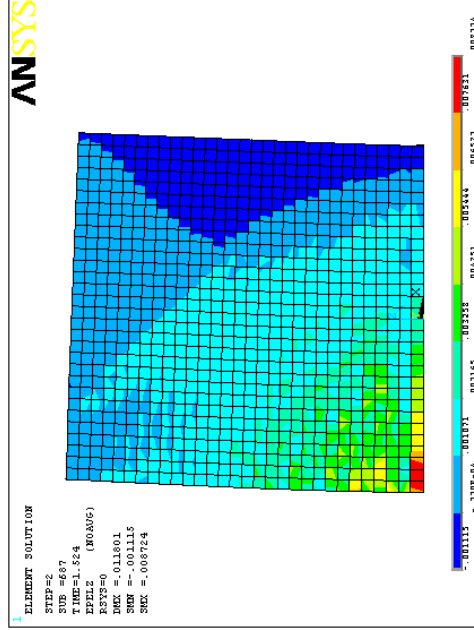 1
ANSYS
ELEMENT SOLUTION
STEP=2
SUB =687
TIME=1.524
EPELZ (NOAUG)
RSYS=0
DMX =.011801
SMN =-.001115
SMX =.008724
X
-.001115
.001071
.003258
.005444
.007631